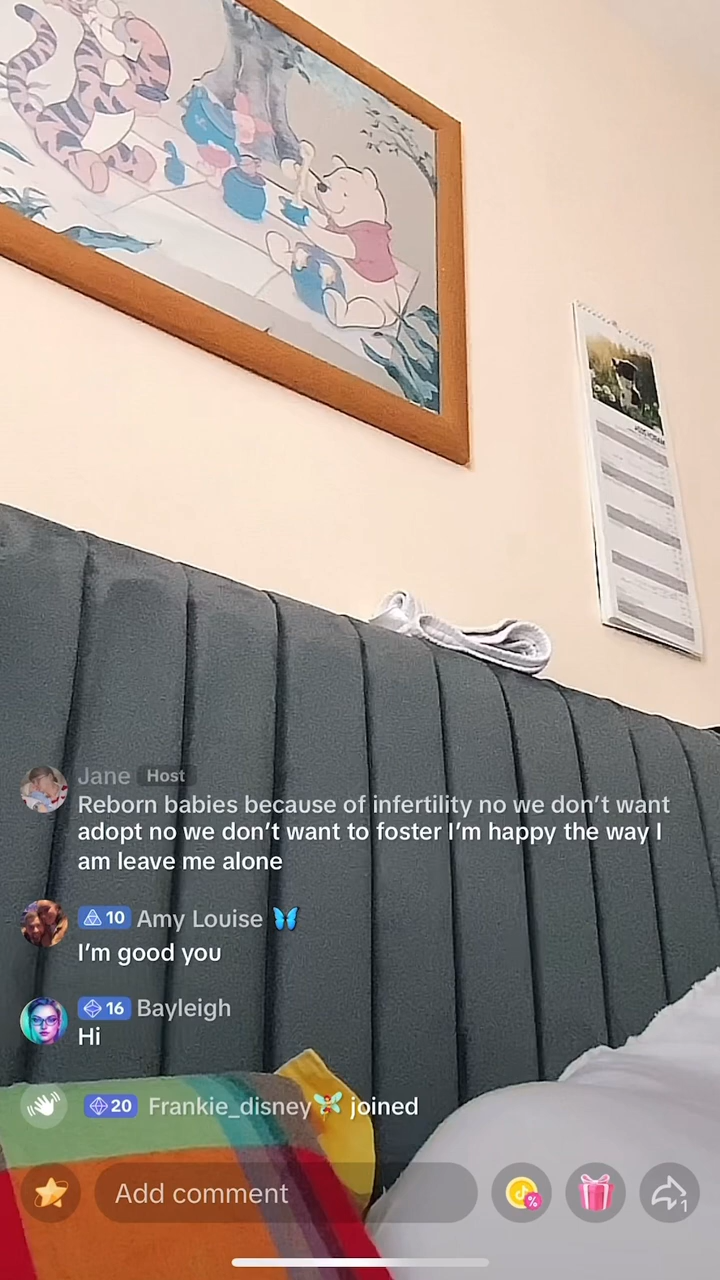 Jane Host
Reborn babies because of infertility no we don't want
adopt no we don't want to foster I'm happy the way I
am leave me alone
10 Amy Louise 🦋
I'm good you
16 Bayleigh
Hi
20 Frankie_disney🧚 joined
Add comment
1